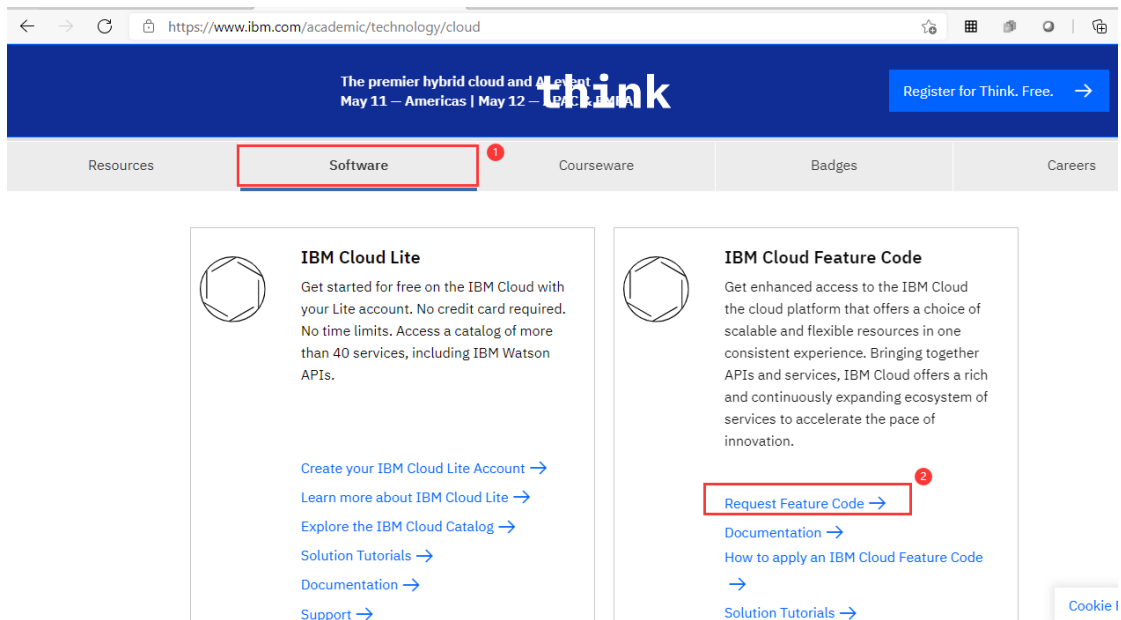 https://www.ibm.com/academic/technology/cloud
The premier hybrid cloud and AI event
May 11 — Americas | May 12 — APAC & EMEA
think
Register for Think. Free.
Resources
Software
1
Courseware
Badges
Careers
IBM Cloud Lite
Get started for free on the IBM Cloud with
your Lite account. No credit card required.
No time limits. Access a catalog of more
than 40 services, including IBM Watson
APIs.
Create your IBM Cloud Lite Account →
Learn more about IBM Cloud Lite →
Explore the IBM Cloud Catalog →
Solution Tutorials →
Documentation →
Support →
IBM Cloud Feature Code
Get enhanced access to the IBM Cloud
the cloud platform that offers a choice of
scalable and flexible resources in one
consistent experience. Bringing together
APIs and services, IBM Cloud offers a rich
and continuously expanding ecosystem of
services to accelerate the pace of
innovation.
2
Request Feature Code →
Documentation →
How to apply an IBM Cloud Feature Code
→
Solution Tutorials →
Cookie